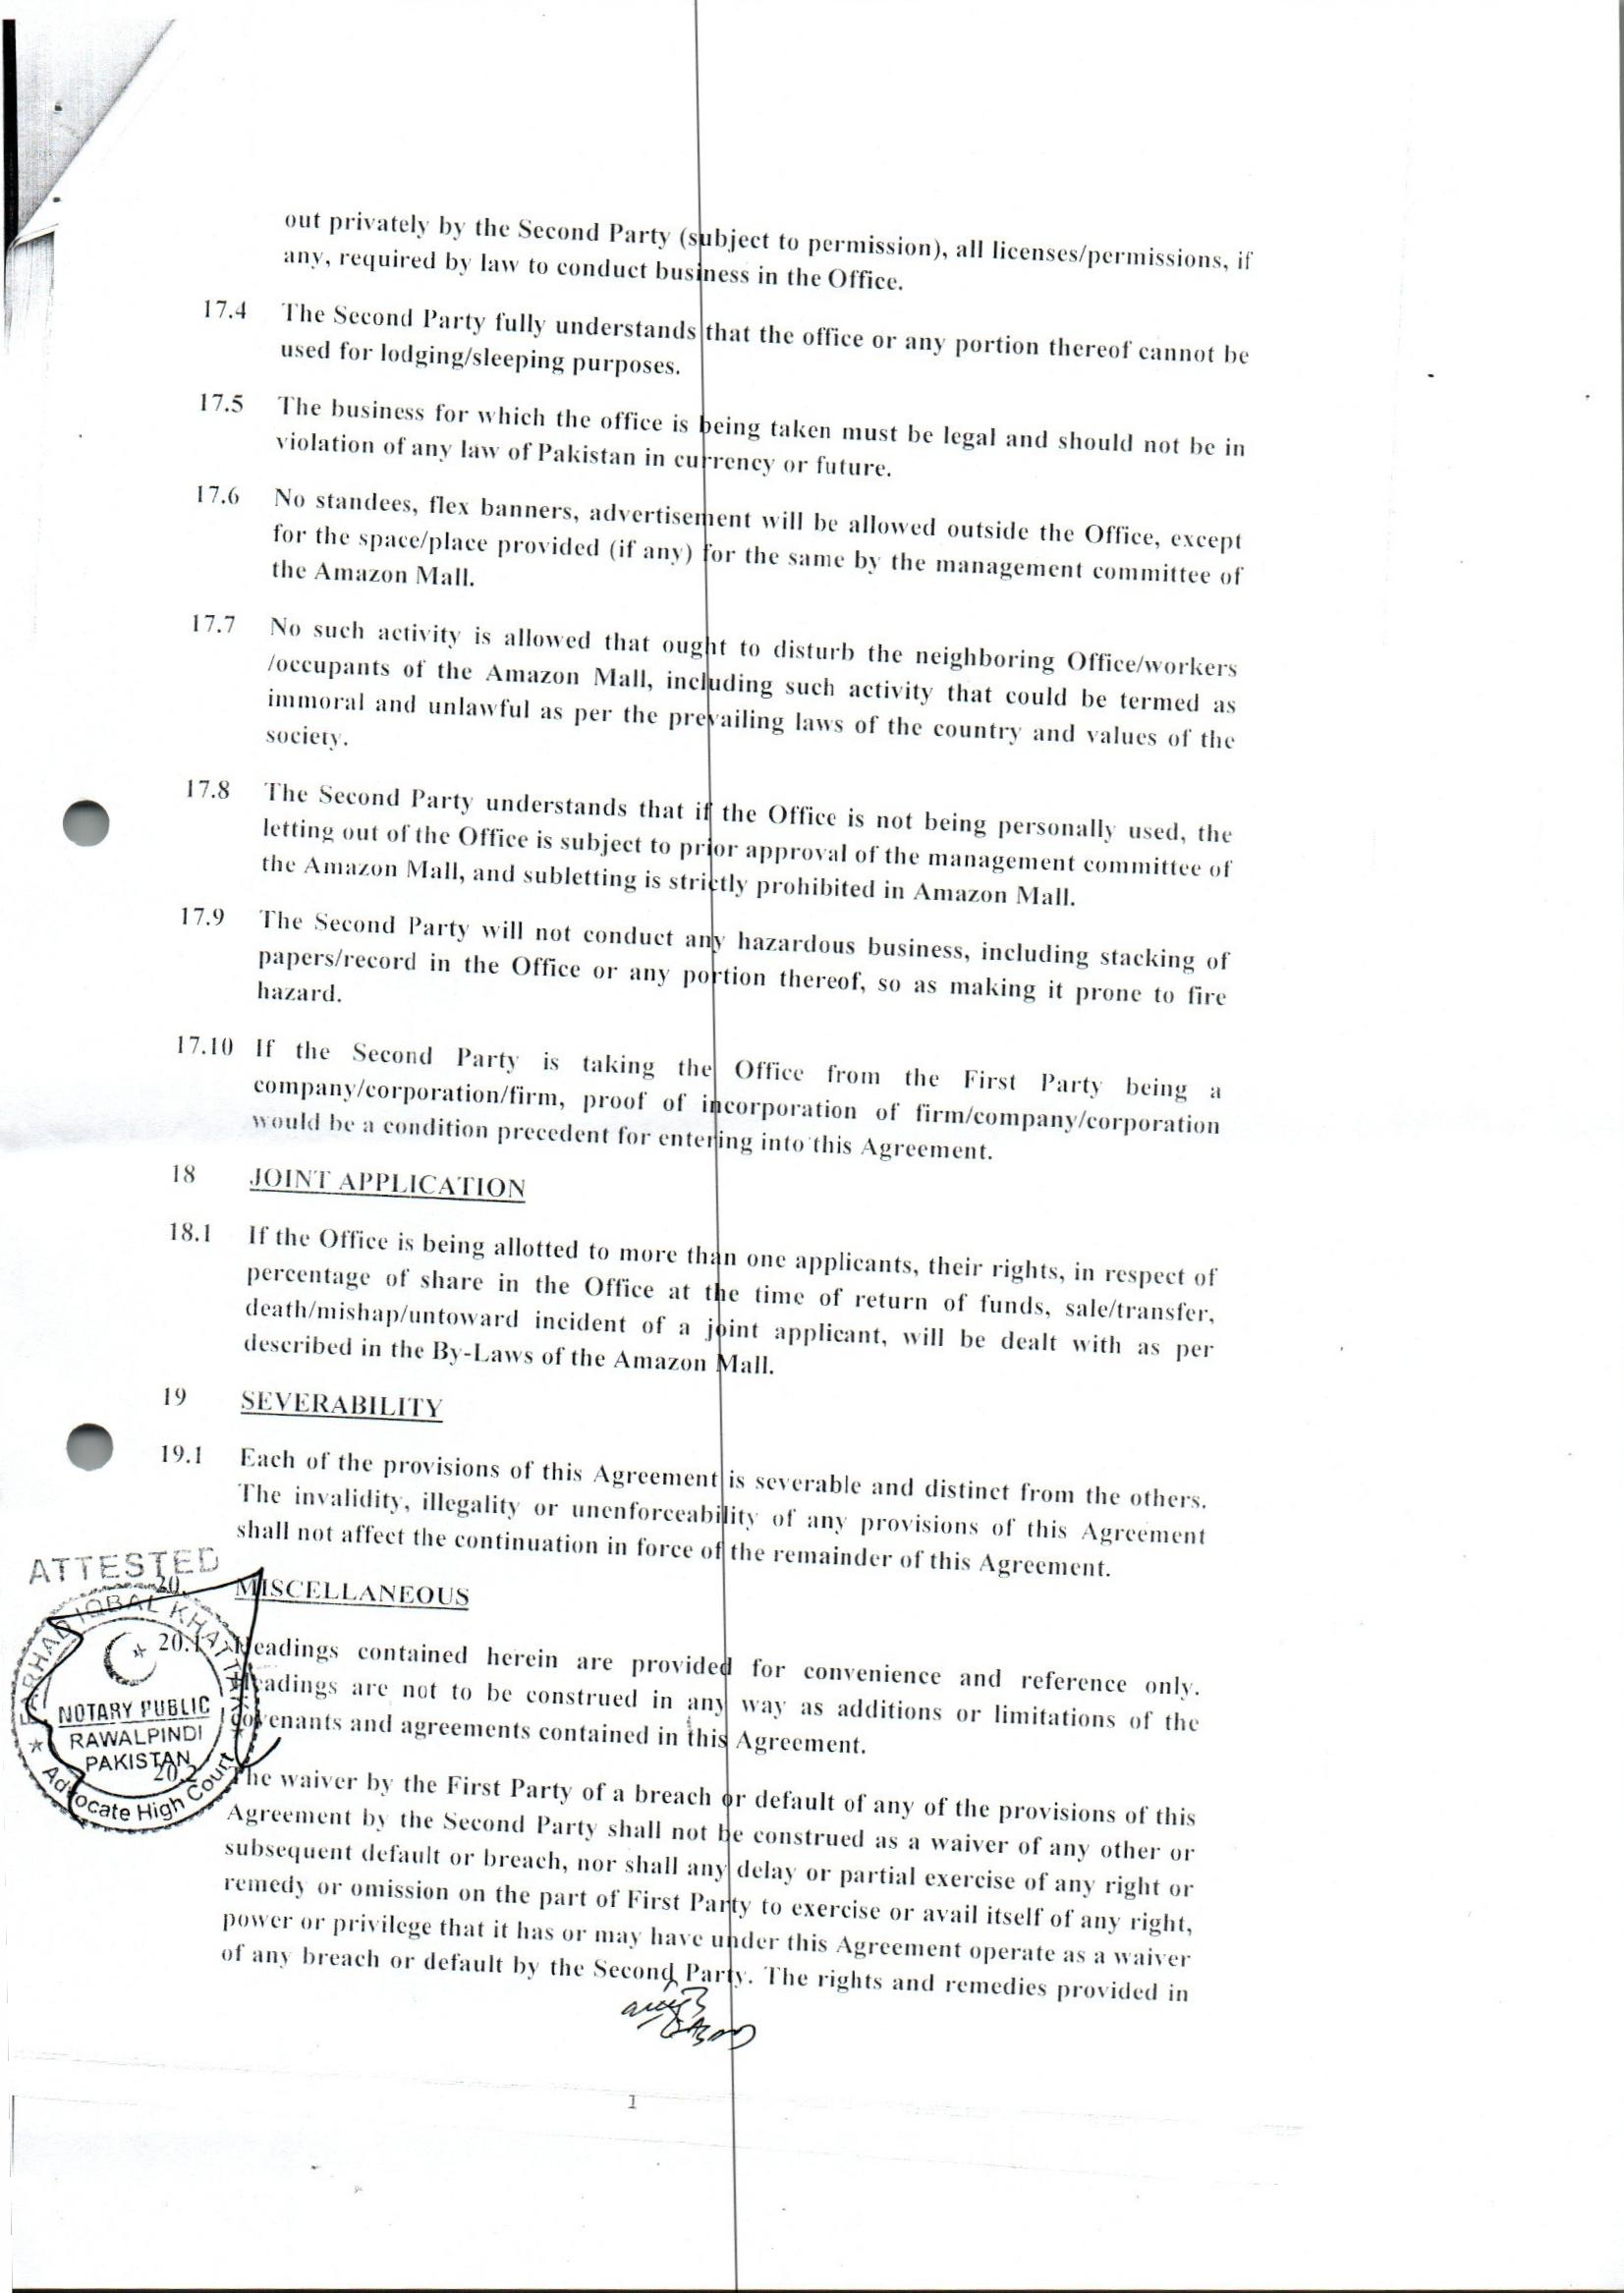 out privately by the Second Party (subject to permission), all licenses/permissions, if
any, required by law to conduct business in the Office.
17.4 The Second Party fully understands that the office or any portion thereof cannot be
used for lodging/sleeping purposes.
17.5 The business for which the office is being taken must be legal and should not be in
violation of any law of Pakistan in currency or future.
17.6 No standees, flex banners, advertisement will be allowed outside the Office, except
for the space/place provided (if any) for the same by the management committee of
the Amazon Mall.
17.7 No such activity is allowed that ought to disturb the neighboring Office/workers
/occupants of the Amazon Mall, including such activity that could be termed as
immoral and unlawful as per the prevailing laws of the country and values of the
society.
17.8 The Second Party understands that if the Office is not being personally used, the
letting out of the Office is subject to prior approval of the management committee of
the Amazon Mall, and subletting is strictly prohibited in Amazon Mall.
17.9 The Second Party will not conduct any hazardous business, including stacking of
papers/record in the Office or any portion thereof, so as making it prone to fire
hazard.
17.10 If the Second Party is taking the Office from the First Party being a
company/corporation/firm, proof of incorporation of firm/company/corporation
would be a condition precedent for entering into this Agreement.
18 JOINT APPLICATION
18.1 If the Office is being allotted to more than one applicants, their rights, in respect of
percentage of share in the Office at the time of return of funds, sale/transfer,
death/mishap/untoward incident of a joint applicant, will be dealt with as per
described in the By-Laws of the Amazon Mall.
19 SEVERABILITY
19.1 Each of the provisions of this Agreement is severable and distinct from the others.
The invalidity, illegality or unenforceability of any provisions of this Agreement
shall not affect the continuation in force of the remainder of this Agreement.
ATTESTED
20. MISCELLANEOUS
20.1 Headings contained herein are provided for convenience and reference only.
Headings are not to be construed in any way as additions or limitations of the
covenants and agreements contained in this Agreement.
IQBAL KHATTAK
NOTARY PUBLIC
RAWALPINDI
PAKISTAN
Advocate High Court
20.2 The waiver by the First Party of a breach or default of any of the provisions of this
Agreement by the Second Party shall not be construed as a waiver of any other or
subsequent default or breach, nor shall any delay or partial exercise of any right or
remedy or omission on the part of First Party to exercise or avail itself of any right,
power or privilege that it has or may have under this Agreement operate as a waiver
of any breach or default by the Second Party. The rights and remedies provided in
1